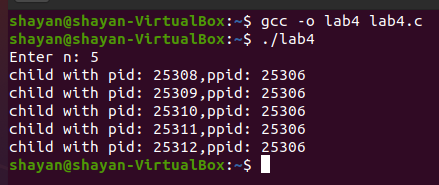 shayan@shayan-VirtualBox:~$ gcc -o lab4 lab4.c
shayan@shayan-VirtualBox:~$ ./lab4
Enter n: 5
child with pid: 25308,ppid: 25306
child with pid: 25309,ppid: 25306
child with pid: 25310,ppid: 25306
child with pid: 25311,ppid: 25306
child with pid: 25312,ppid: 25306
shayan@shayan-VirtualBox:~$